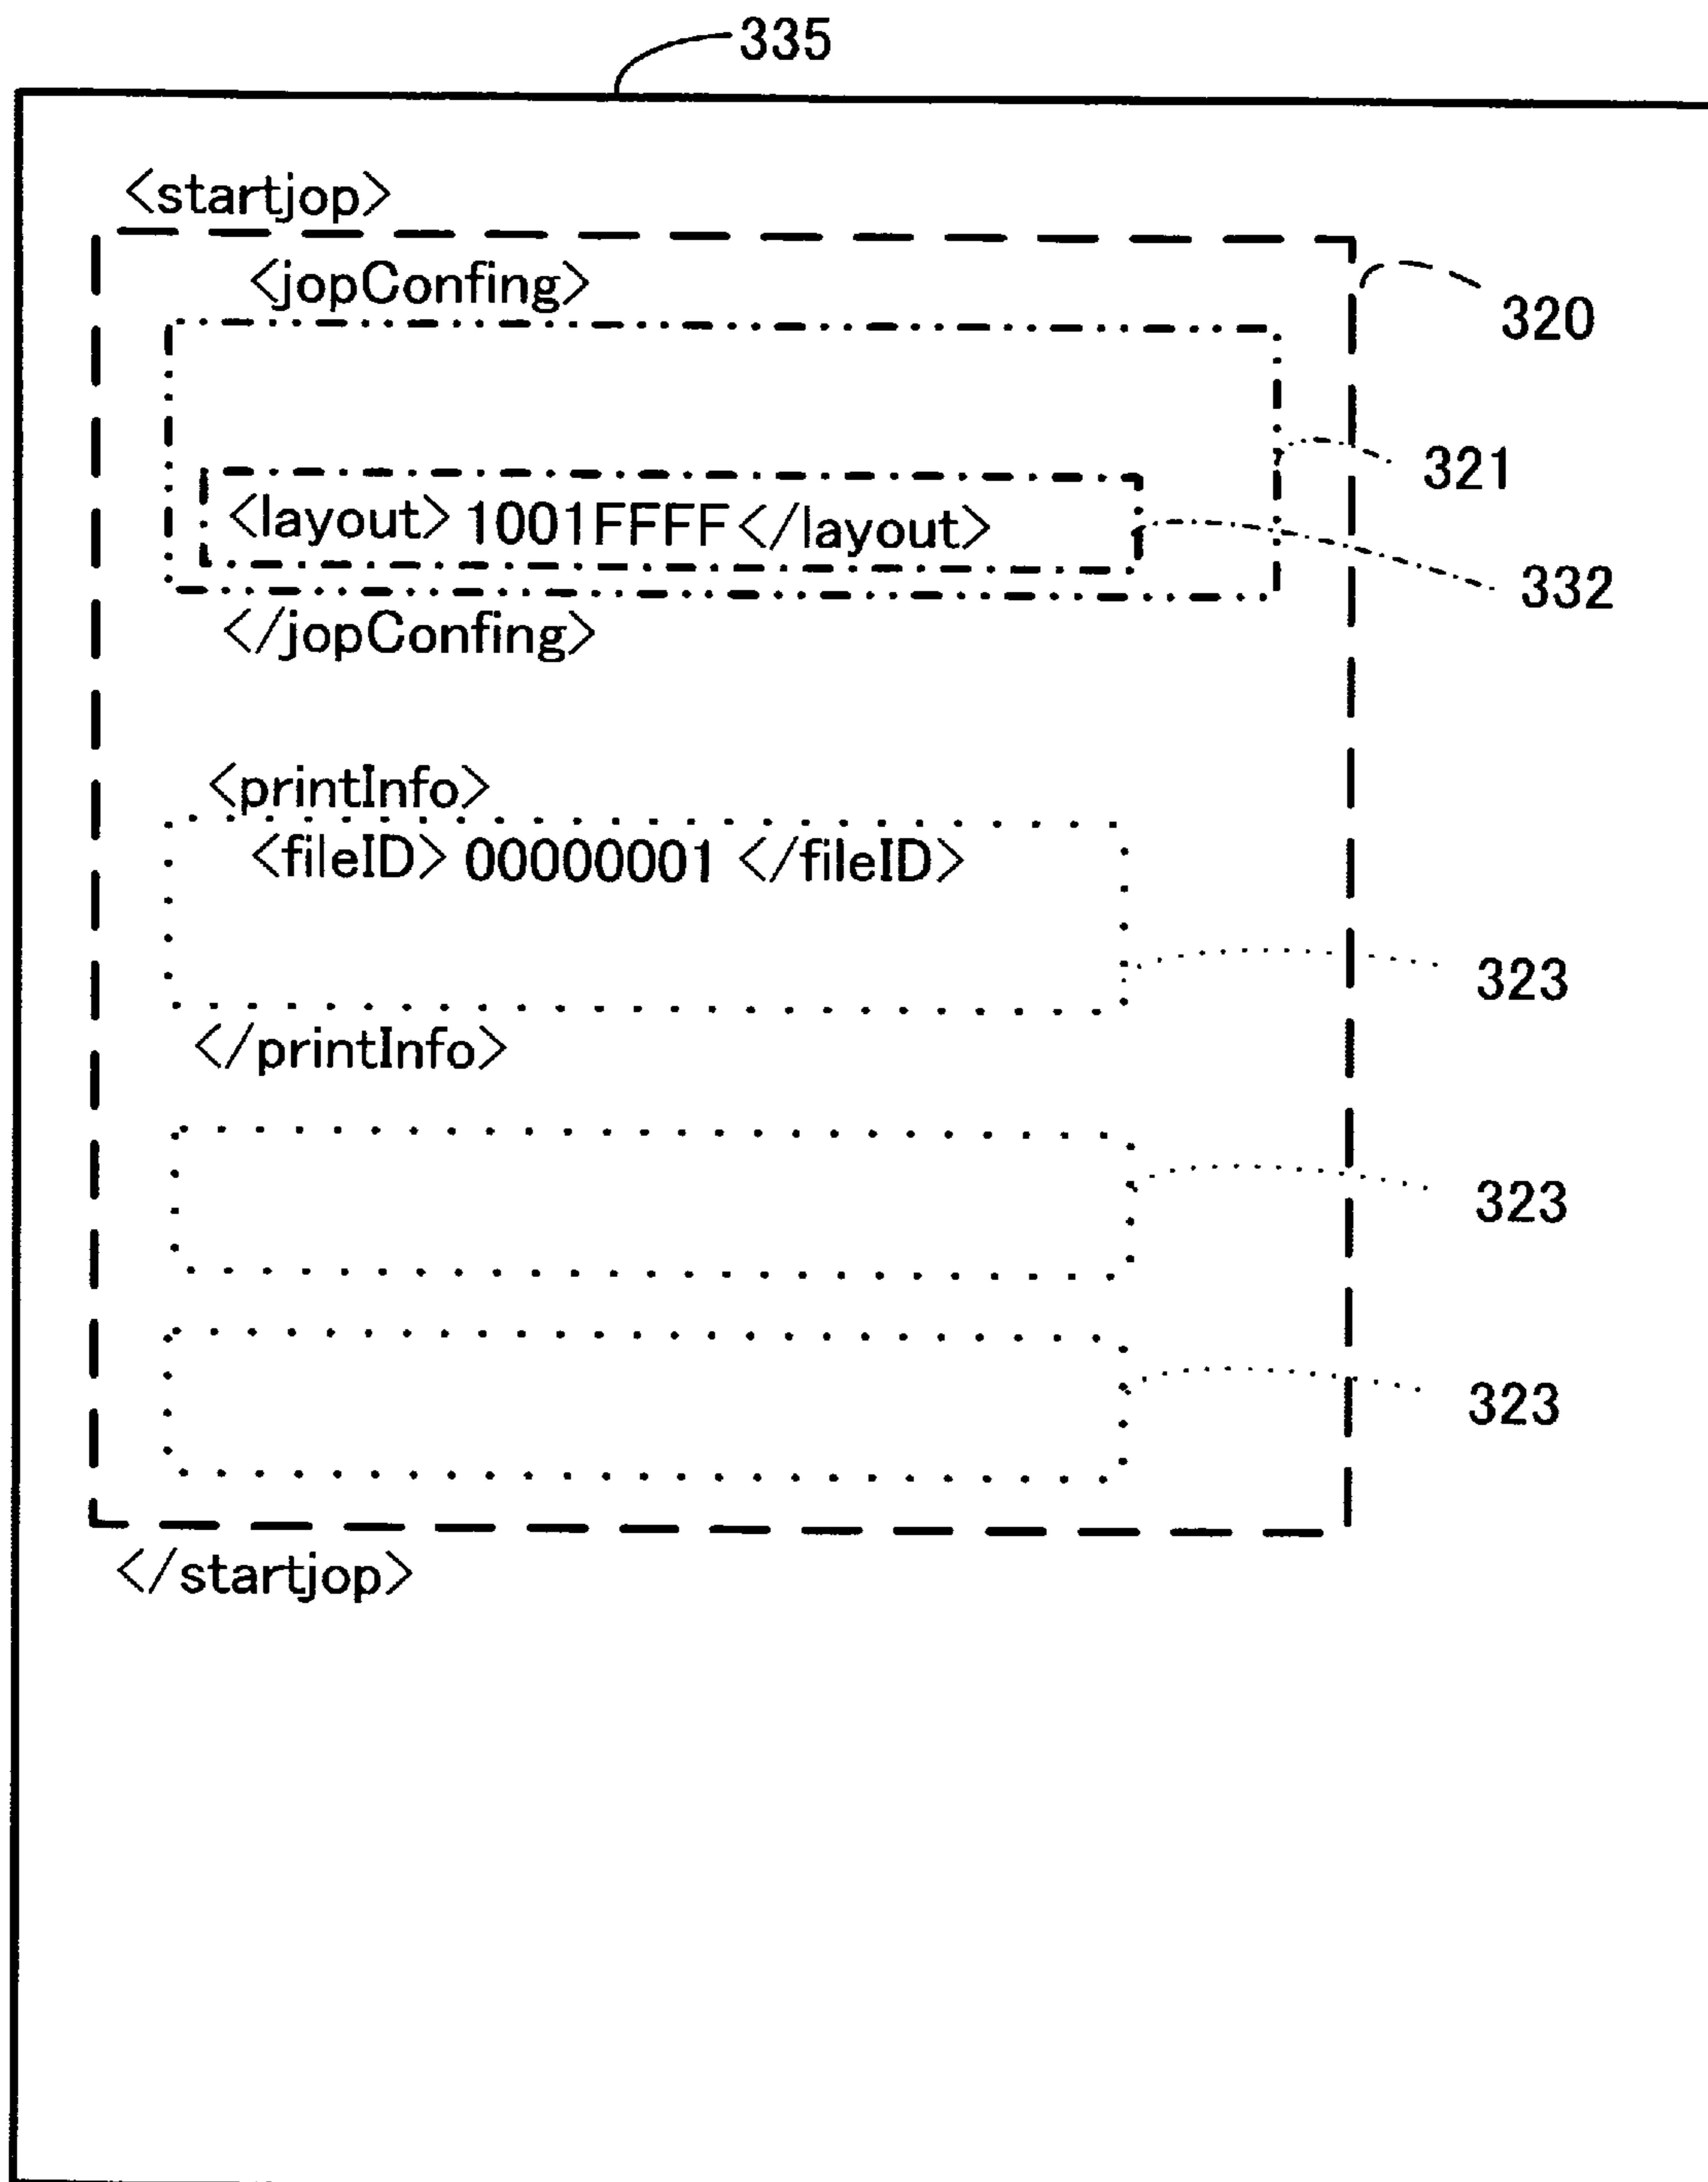 335
<startjop>
<jopConfing>
320
321
<layout> 1001FFFF </layout>
332
</jopConfing>
<printInfo>
<fileID> 00000001 </fileID>
323
</printInfo>
323
323
</startjop>